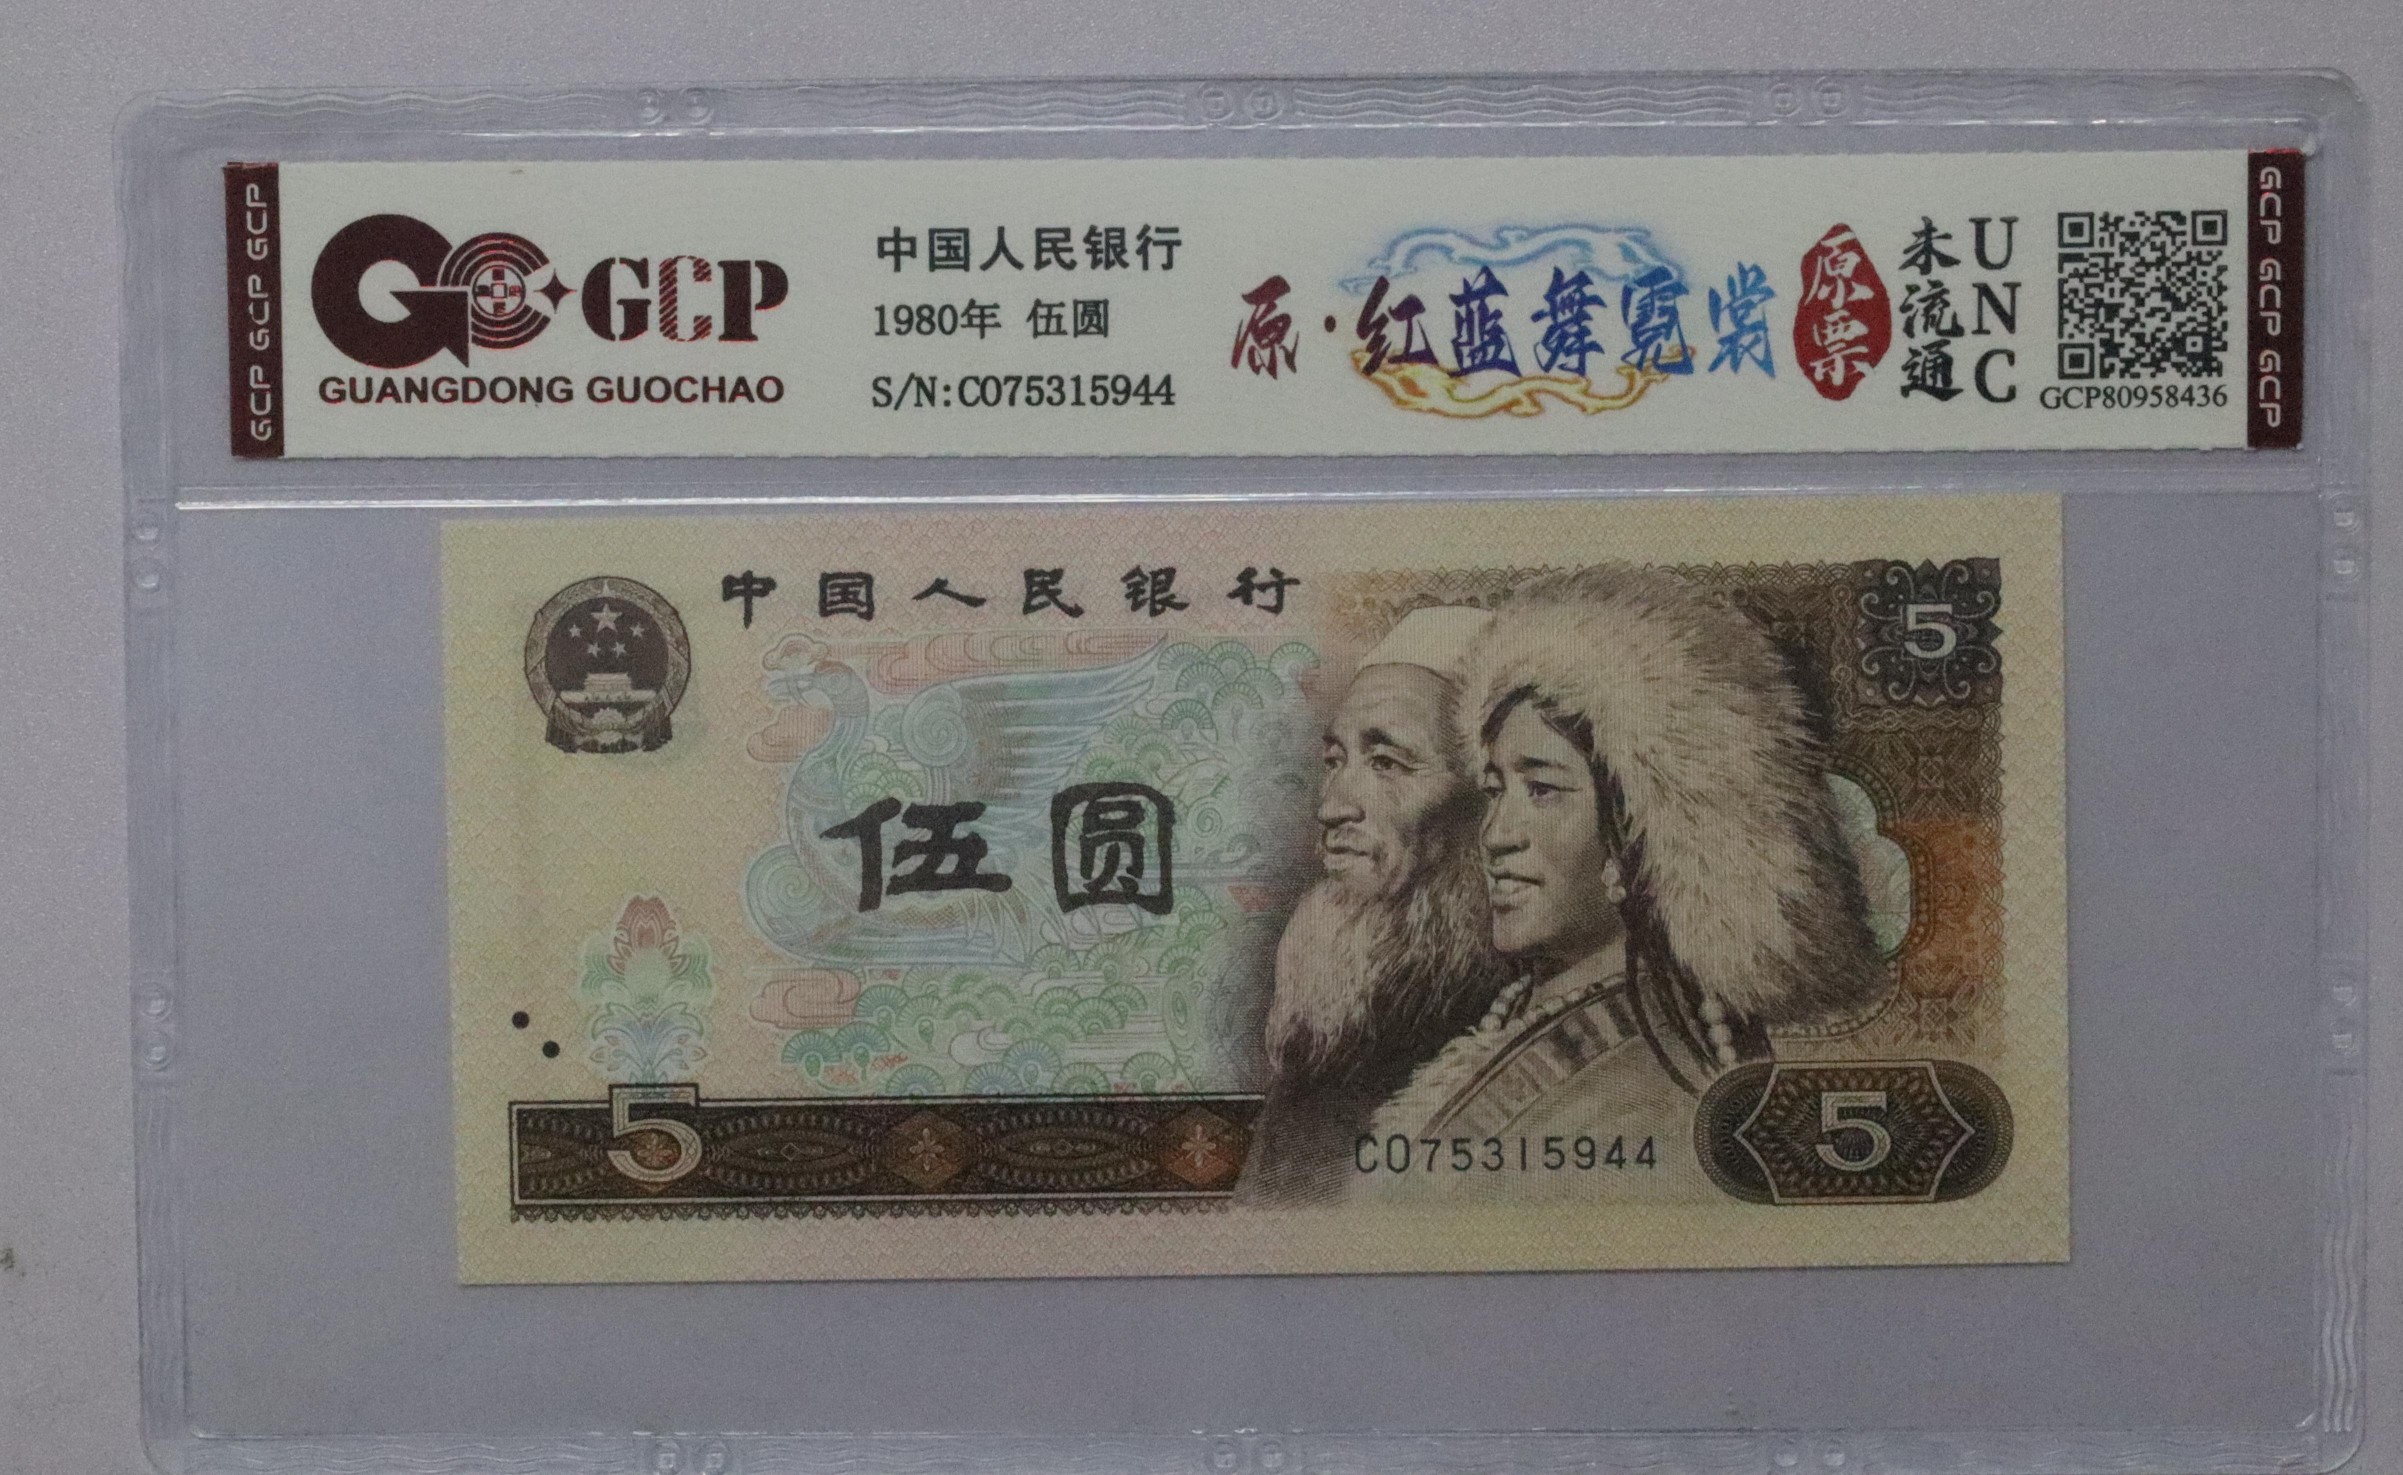 GCP GCP GCP
GCP
GUANGDONG GUOCHAO
中国人民银行
1980年 伍圆
S/N:C075315944
原·红蓝舞霓裳
原票
未流通
UNC
GCP80958436
GCP GCP GCP
中国人民银行
5
伍圆
5
CO75315944
5